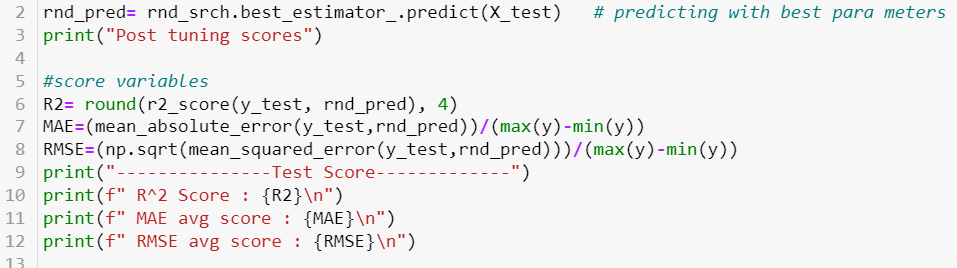 2 rnd_pred= rnd_srch.best_estimator_.predict(X_test)   # predicting with best para meters
3 print("Post tuning scores")
4
5 #score variables
6 R2= round(r2_score(y_test, rnd_pred), 4)
7 MAE=(mean_absolute_error(y_test,rnd_pred))/(max(y)-min(y))
8 RMSE=(np.sqrt(mean_squared_error(y_test,rnd_pred)))/(max(y)-min(y))
9 print("---------------Test Score-------------")
10 print(f" R^2 Score : {R2}\n")
11 print(f" MAE avg score : {MAE}\n")
12 print(f" RMSE avg score : {RMSE}\n")
13